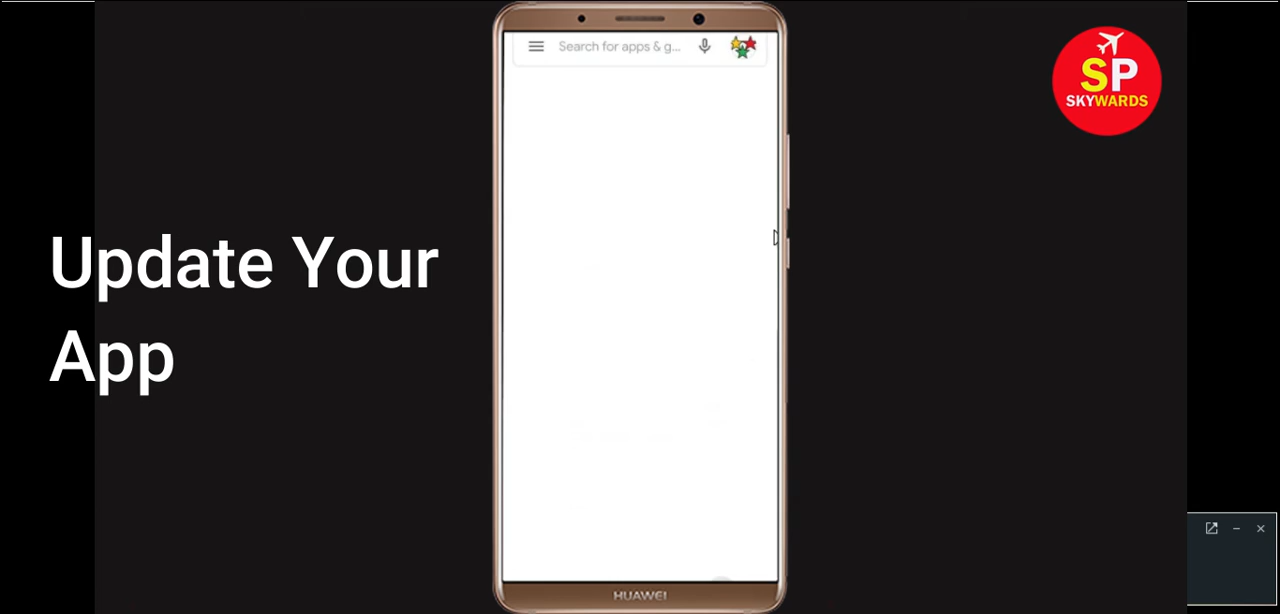 Search for apps & g...
SP
SKYWARDS
Update Your
App
HUAWEI